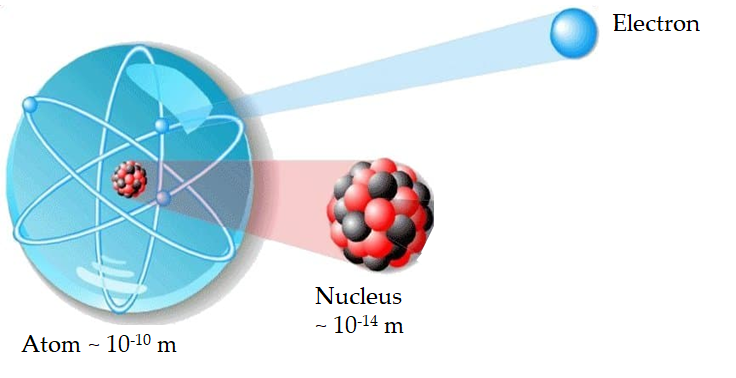 Electron
Nucleus
~ 10⁻¹⁴ m
Atom ~ 10⁻¹⁰ m